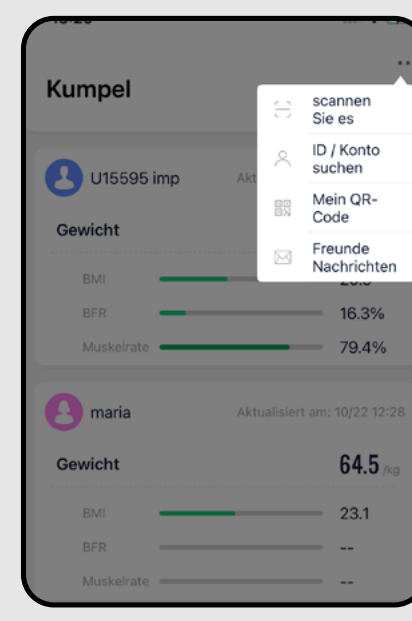 Kumpel
scannen
Sie es
ID / Konto
suchen
Mein QR-
Code
Freunde
Nachrichten
U15595 imp
Gewicht
BMI
BFR 16.3%
Muskelrate 79.4%
maria Aktualisiert am: 10/22 12:28
Gewicht 64.5 /kg
BMI 23.1
BFR --
Muskelrate --